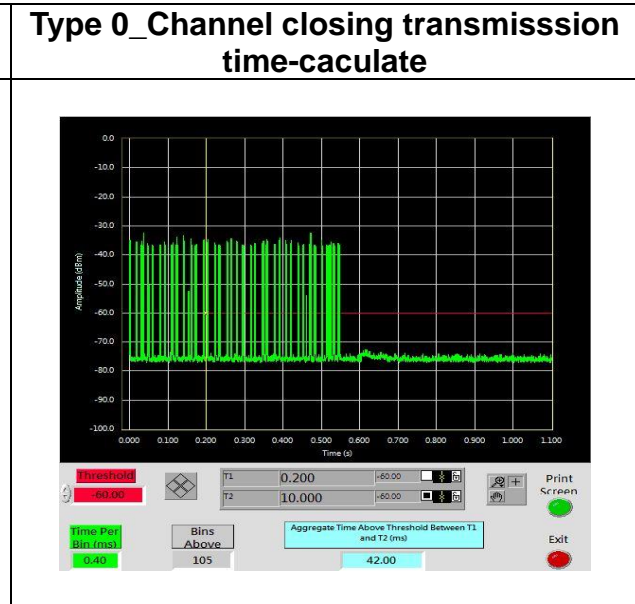 Type 0_Channel closing transmisssion
time-caculate
0.0
-10.0
-20.0
-30.0
-40.0
-50.0
-60.0
-70.0
-80.0
-90.0
-100.0
Amplitude (dBm)
0.000 0.100 0.200 0.300 0.400 0.500 0.600 0.700 0.800 0.900 1.000 1.100
Time (s)
Threshold
-60.00
T1 0.200 -60.00
T2 10.000 -60.00
Print
Screen
Time Per
Bin (ms)
0.40
Bins
Above
105
Aggregate Time Above Threshold Between T1
and T2 (ms)
42.00
Exit